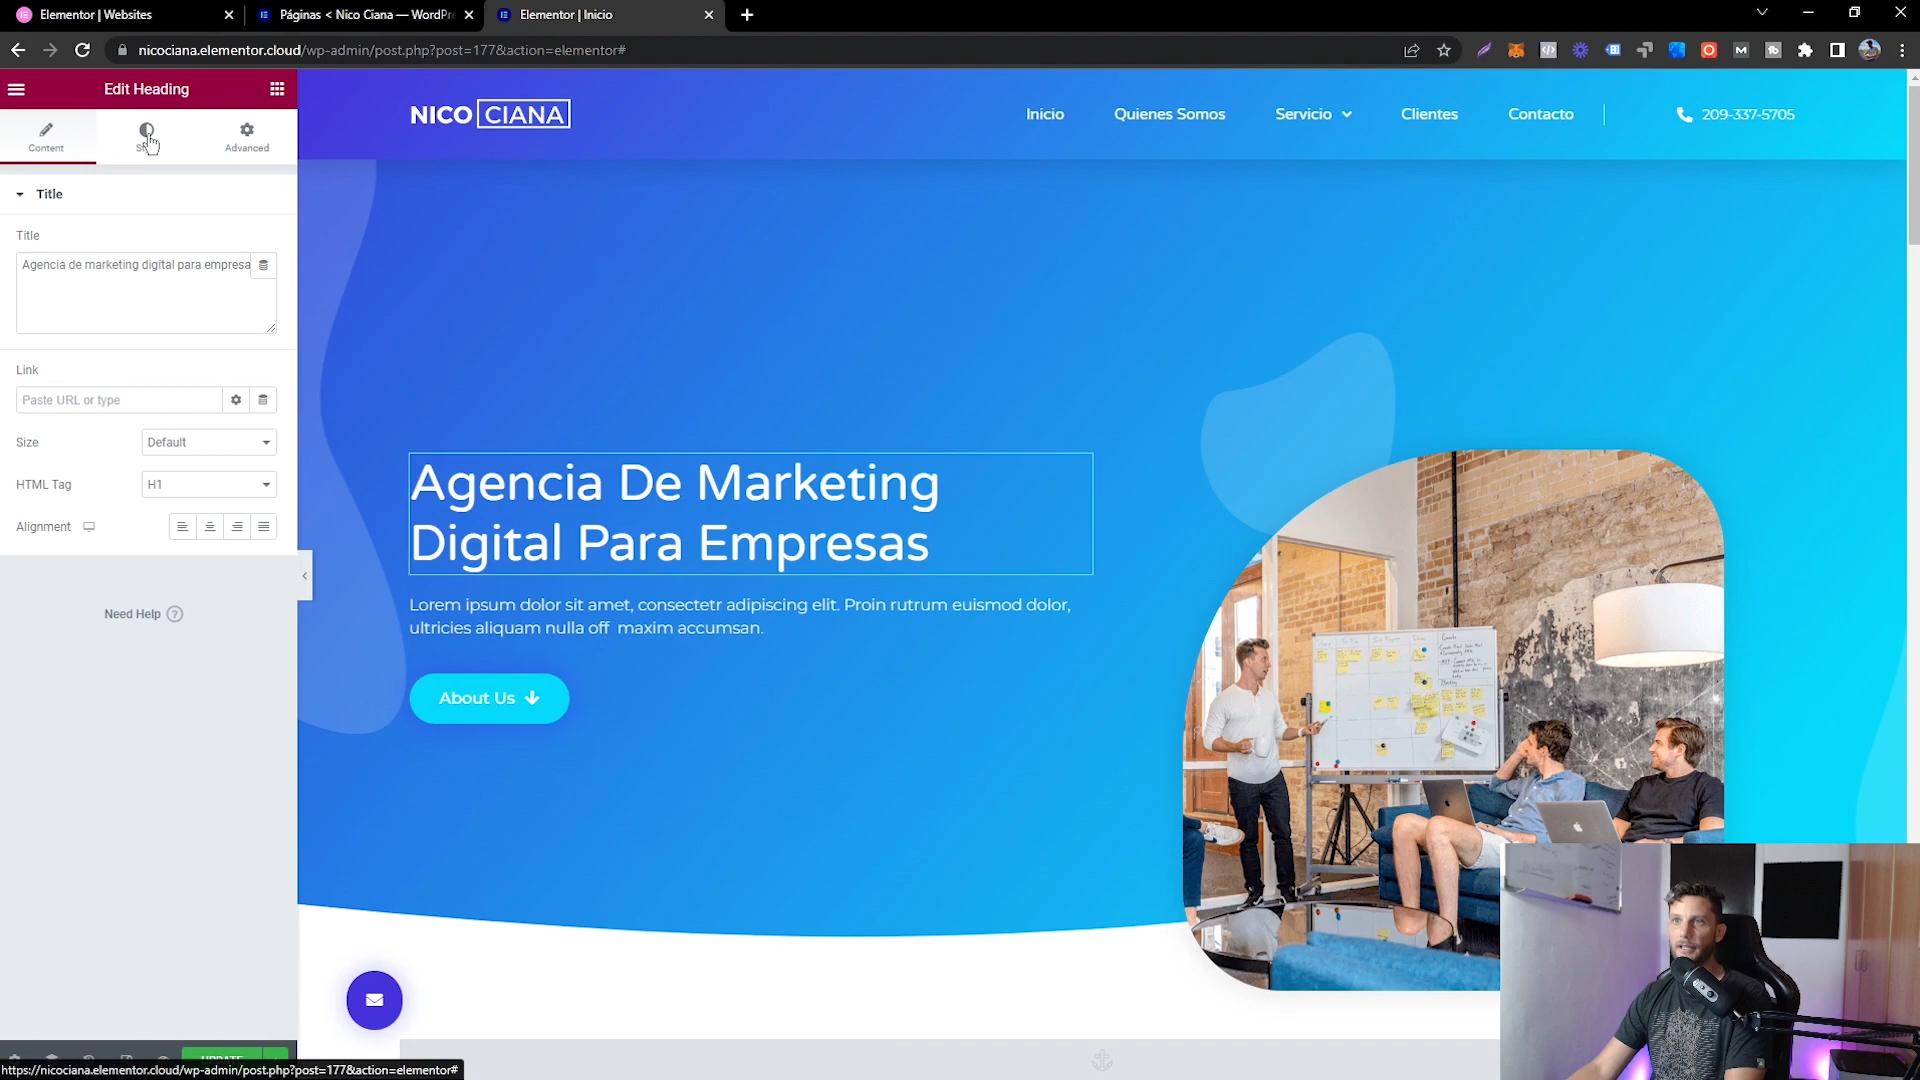 Elementor | Websites
Páginas < Nico Ciana — WordPre
Elementor | Inicio
nicociana.elementor.cloud/wp-admin/post.php?post=177&action=elementor#
Edit Heading
Content
Advanced
Title
Title
Agencia de marketing digital para empresa
Link
Paste URL or type
Size
Default
HTML Tag
H1
Alignment
Need Help
UPDATE
https://nicociana.elementor.cloud/wp-admin/post.php?post=177&action=elementor#
NICO CIANA
Inicio
Quienes Somos
Servicio
Clientes
Contacto
209-337-5705
Agencia De Marketing
Digital Para Empresas
Lorem ipsum dolor sit amet, consectetr adipiscing elit. Proin rutrum euismod dolor,
ultricies aliquam nulla off maxim accumsan.
About Us